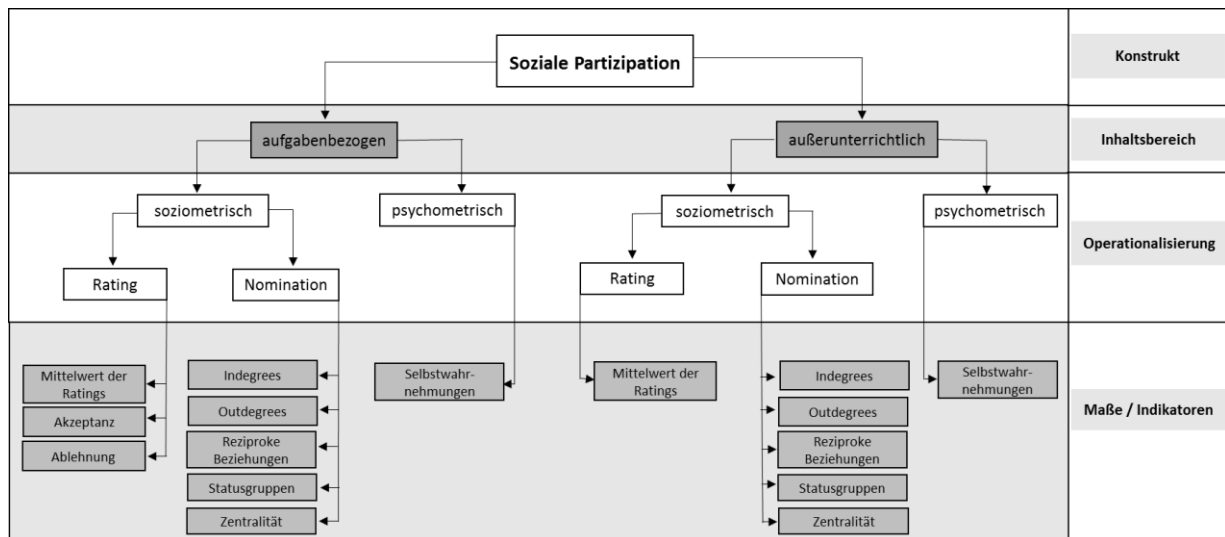 Soziale Partizipation
Konstrukt
aufgabenbezogen
außerunterrichtlich
Inhaltsbereich
soziometrisch
psychometrisch
soziometrisch
psychometrisch
Operationalisierung
Rating
Nomination
Rating
Nomination
Mittelwert der
Ratings
Akzeptanz
Ablehnung
Indegrees
Outdegrees
Reziproke
Beziehungen
Statusgruppen
Zentralität
Selbstwahr-
nehmungen
Mittelwert der
Ratings
Indegrees
Outdegrees
Reziproke
Beziehungen
Statusgruppen
Zentralität
Selbstwahr-
nehmungen
Maße / Indikatoren